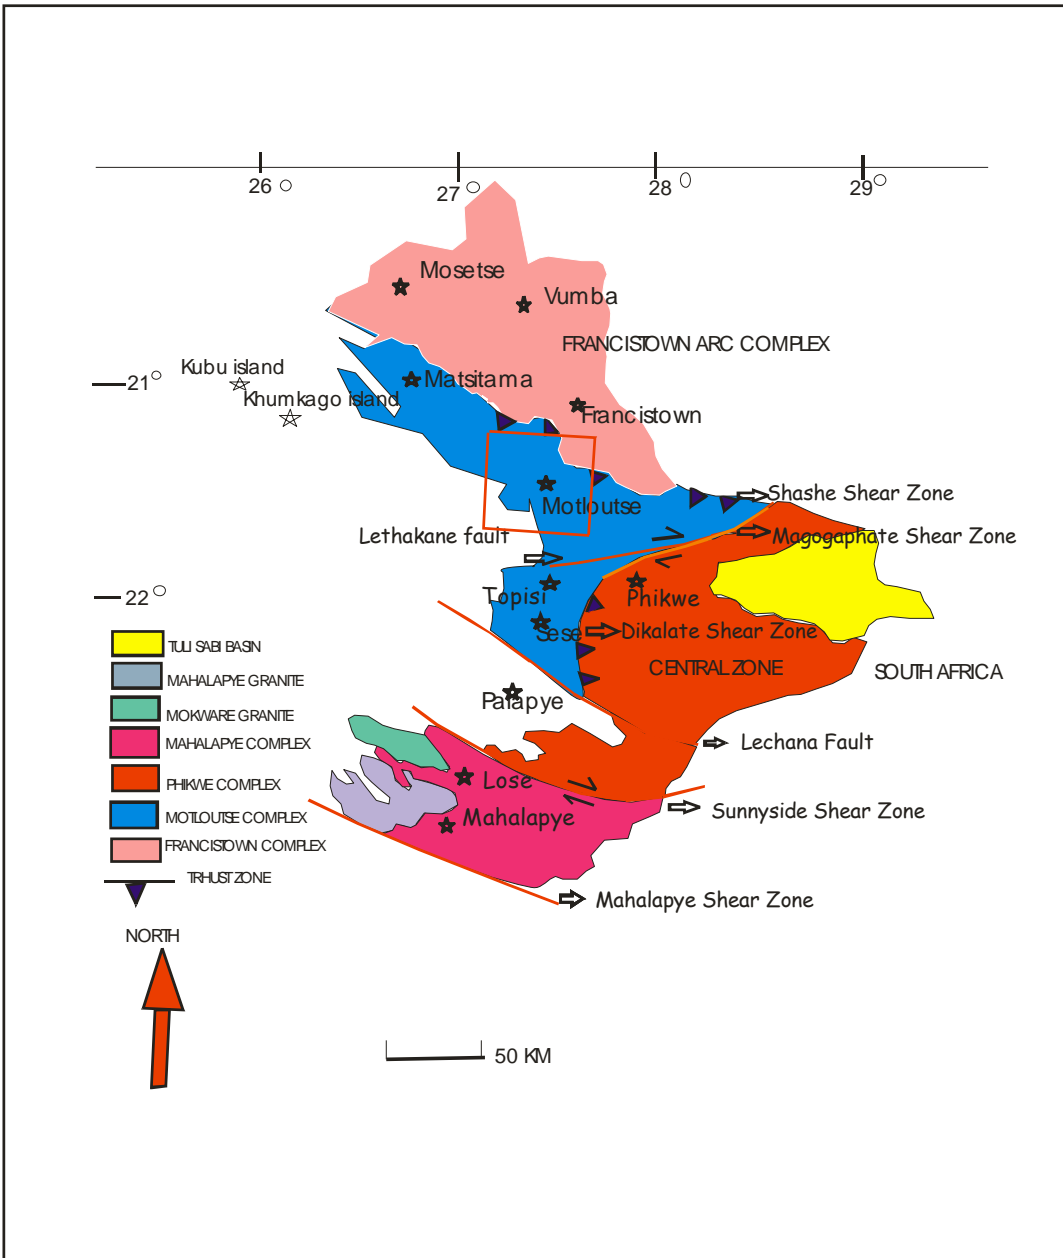 26 O
27 O
28 O
29 O
Mosetse
Vumba
FRANCISTOWN ARC COMPLEX
Kubu island
21 O
Matsitama
Khumkago island
Francistown
Motloutse
Shashe Shear Zone
Lethakane fault
Magogaphate Shear Zone
22 O
Topisi
Phikwe
Sese
Dikalate Shear Zone
CENTRAL ZONE
SOUTH AFRICA
Palapye
Lechana Fault
Lose
Sunnyside Shear Zone
Mahalapye
Mahalapye Shear Zone
TULI SABI BASIN
MAHALAPYE GRANITE
MOKWARE GRANITE
MAHALAPYE COMPLEX
PHIKWE COMPLEX
MOTLOUTSE COMPLEX
FRANCISTOWN COMPLEX
TRHUST ZONE
NORTH
50 KM